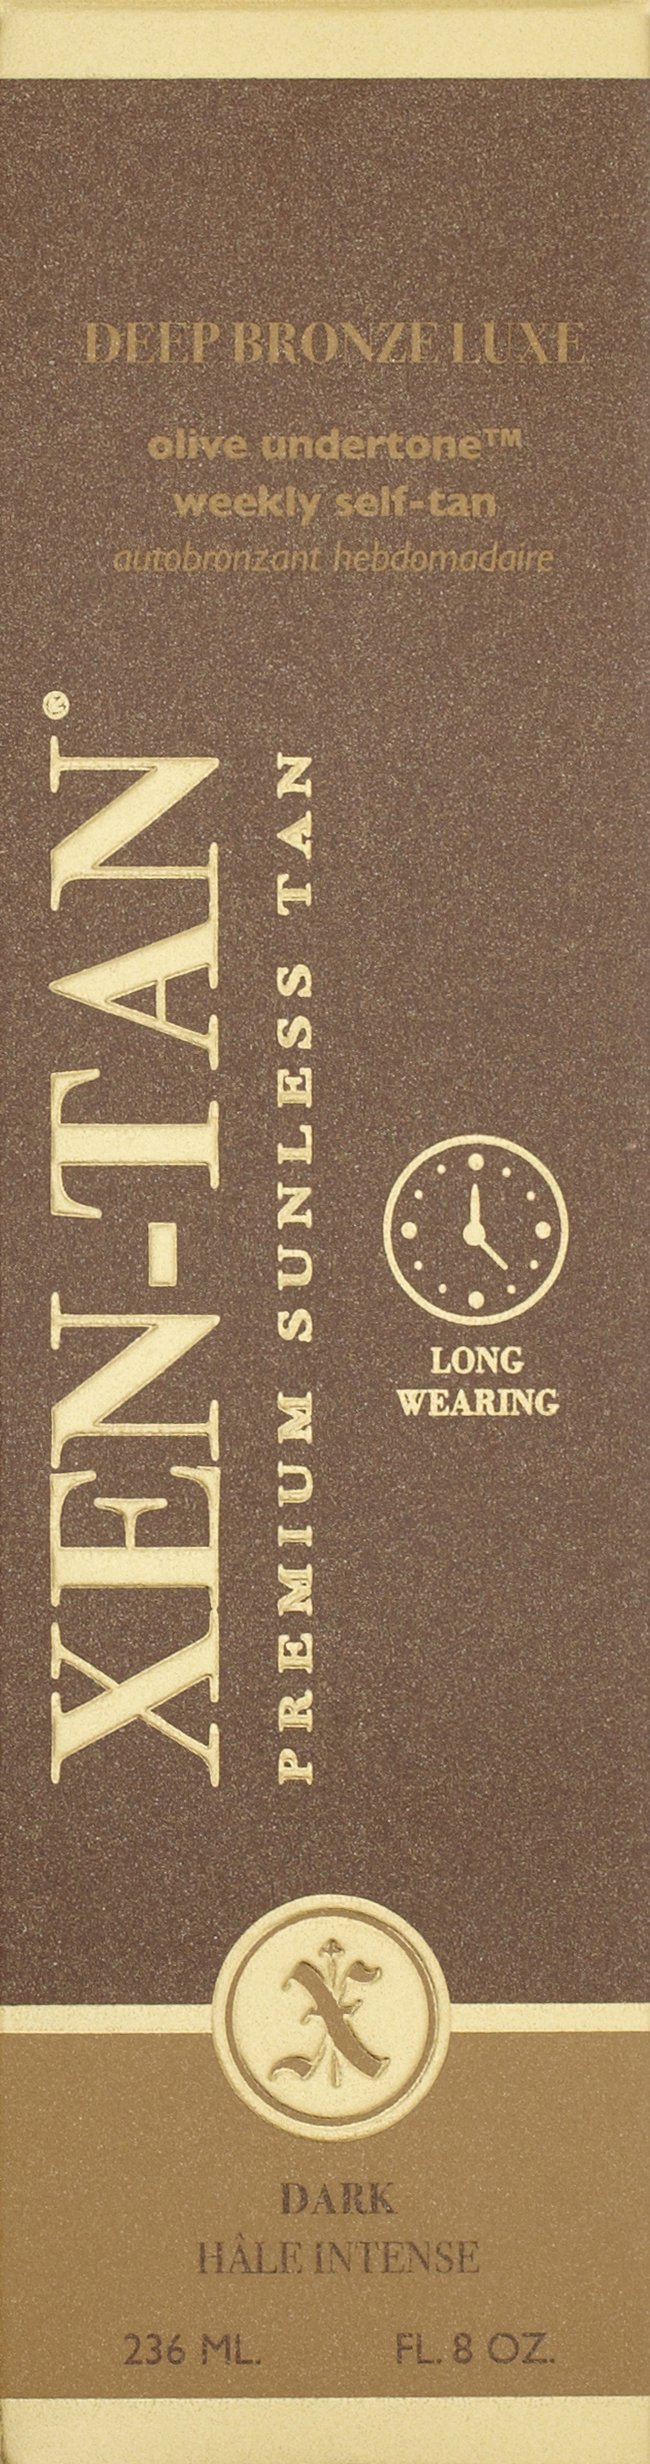 DEEP BRONZE LUXE
olive undertone™
weekly self-tan
autobronzant hebdomadaire
XEN-TAN®
PREMIUM SUNLESS TAN
LONG
WEARING
X
DARK
HÂLE INTENSE
236 ML. FL. 8 OZ.